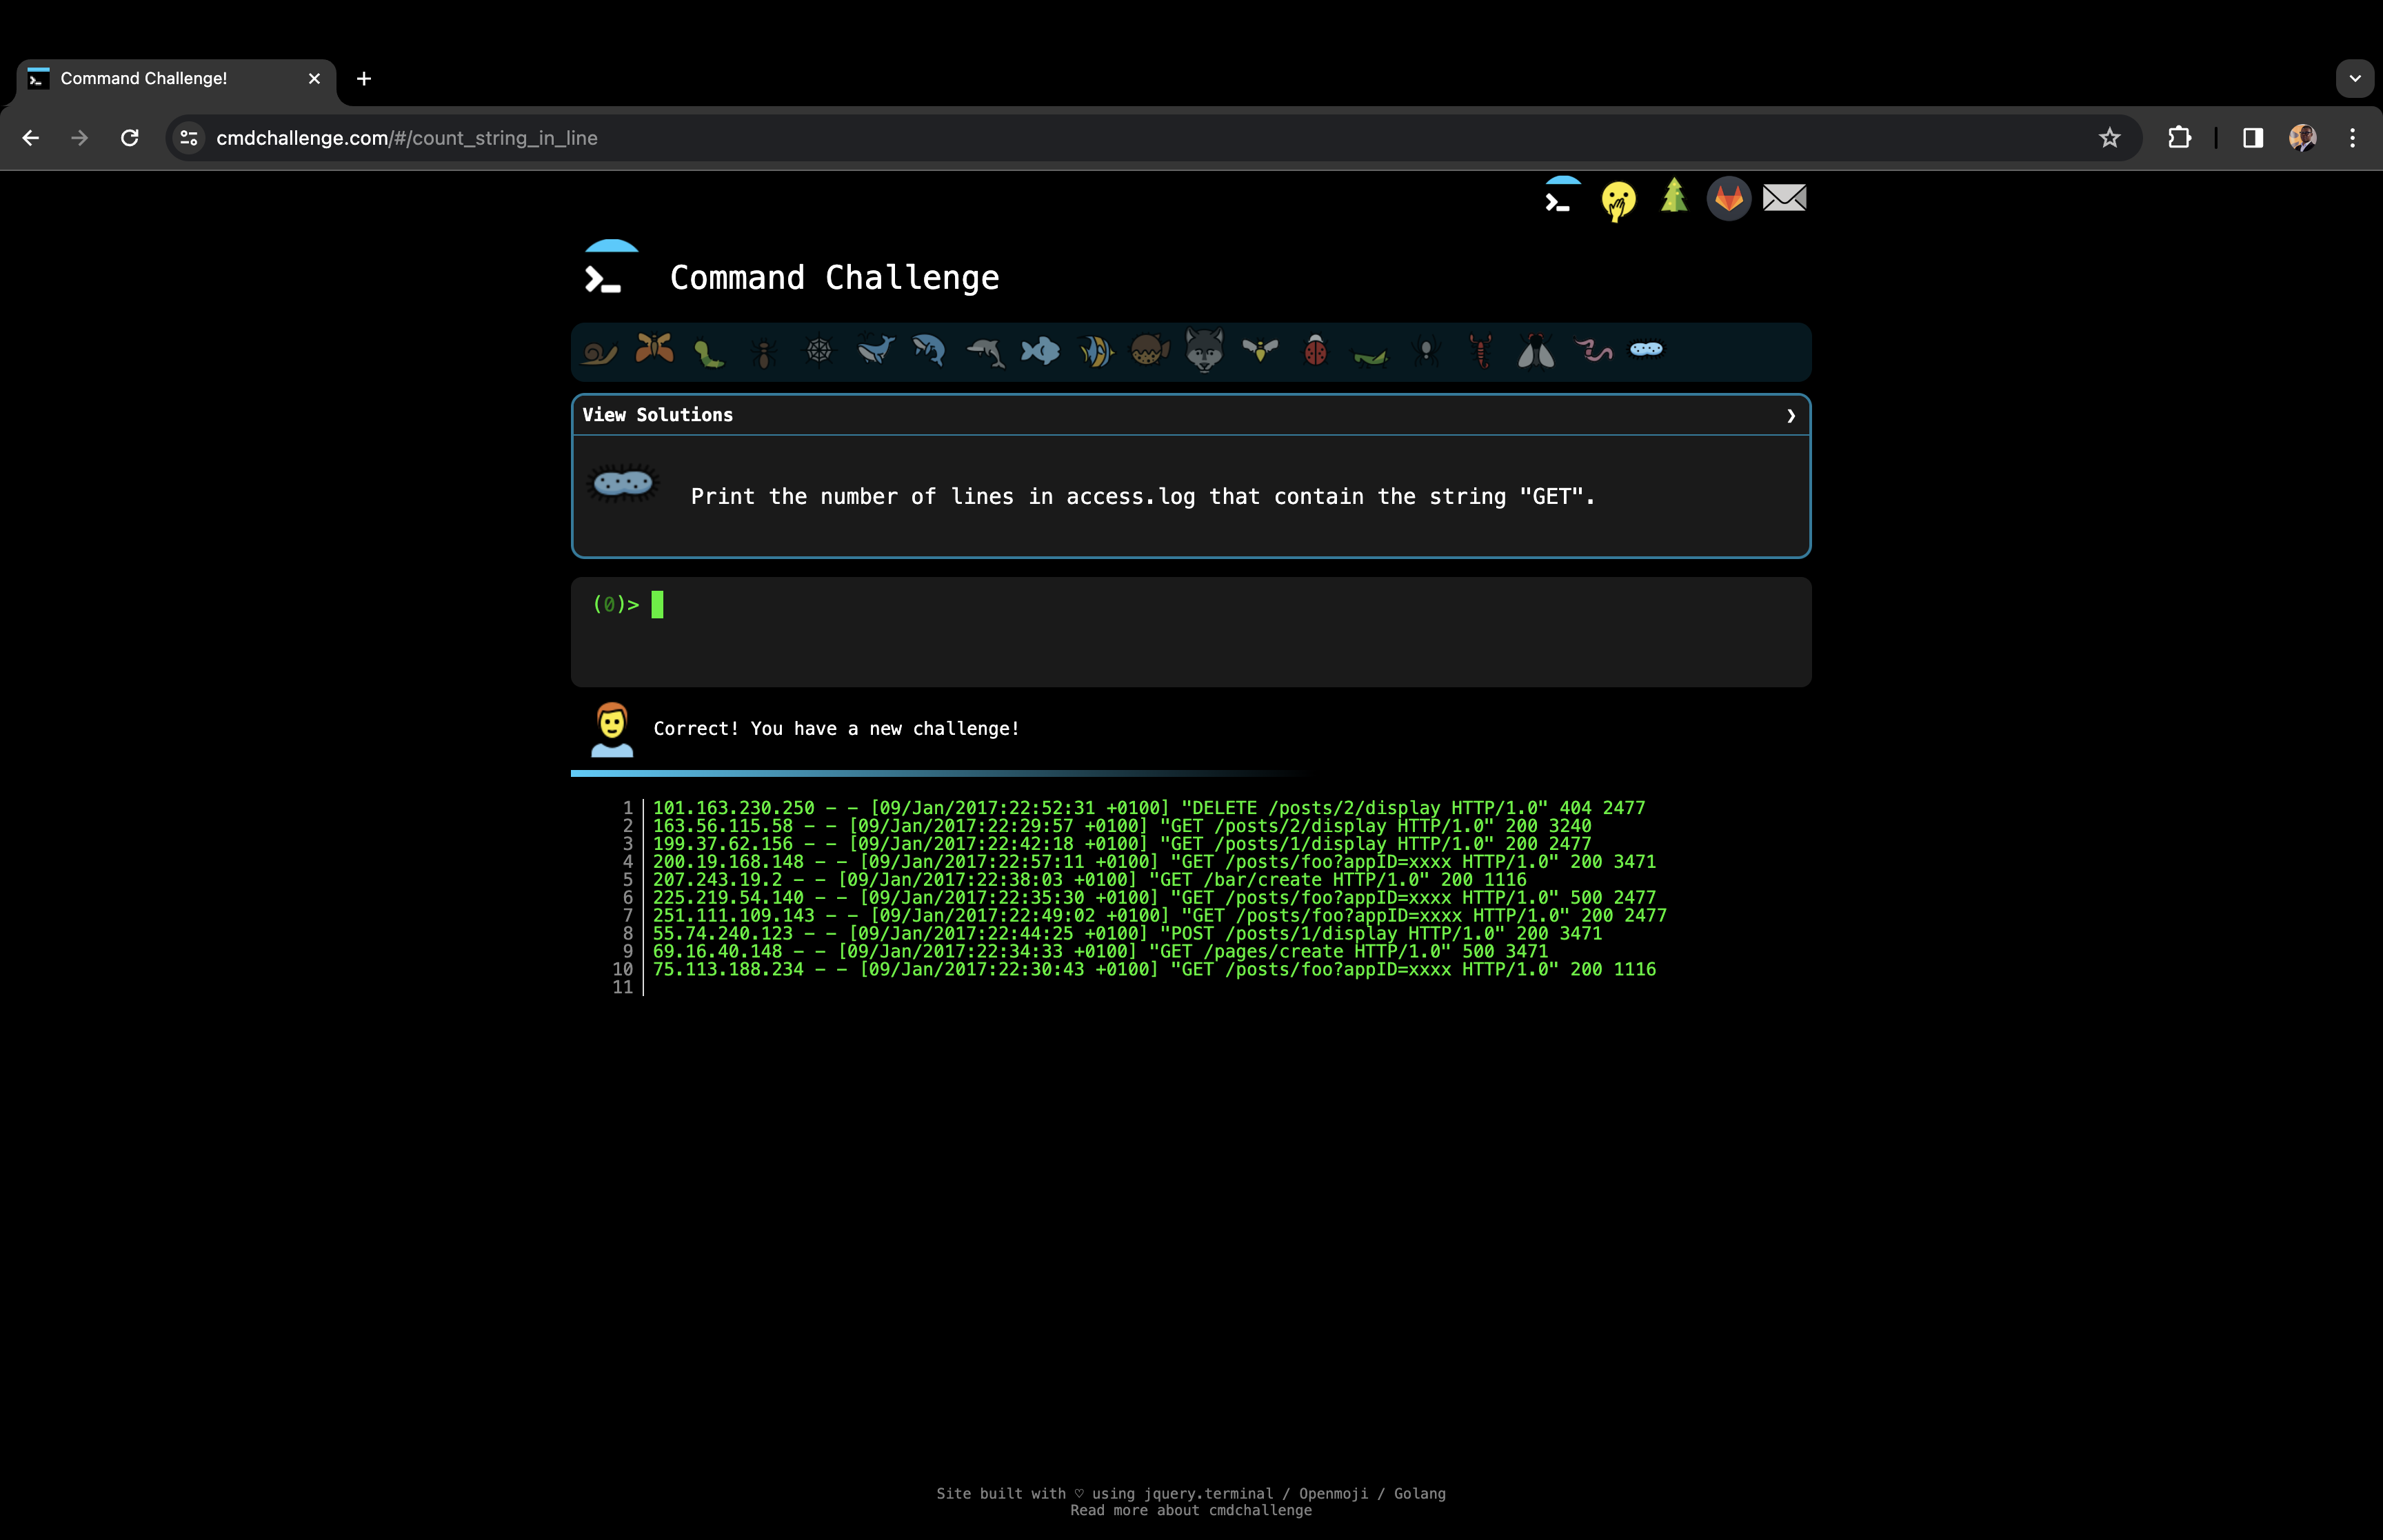 Command Challenge!
cmdchallenge.com/#/count_string_in_line
Command Challenge
View Solutions
Print the number of lines in access.log that contain the string "GET".
(0)>
Correct! You have a new challenge!
1 101.163.230.250 - - [09/Jan/2017:22:52:31 +0100] "DELETE /posts/2/display HTTP/1.0" 404 2477
2 163.56.115.58 - - [09/Jan/2017:22:29:57 +0100] "GET /posts/2/display HTTP/1.0" 200 3240
3 199.37.62.156 - - [09/Jan/2017:22:42:18 +0100] "GET /posts/1/display HTTP/1.0" 200 2477
4 200.19.168.148 - - [09/Jan/2017:22:57:11 +0100] "GET /posts/foo?appID=xxxx HTTP/1.0" 200 3471
5 207.243.19.2 - - [09/Jan/2017:22:38:03 +0100] "GET /bar/create HTTP/1.0" 200 1116
6 225.219.54.140 - - [09/Jan/2017:22:35:30 +0100] "GET /posts/foo?appID=xxxx HTTP/1.0" 500 2477
7 251.111.109.143 - - [09/Jan/2017:22:49:02 +0100] "GET /posts/foo?appID=xxxx HTTP/1.0" 200 2477
8 55.74.240.123 - - [09/Jan/2017:22:44:25 +0100] "POST /posts/1/display HTTP/1.0" 200 3471
9 69.16.40.148 - - [09/Jan/2017:22:34:33 +0100] "GET /pages/create HTTP/1.0" 500 3471
10 75.113.188.234 - - [09/Jan/2017:22:30:43 +0100] "GET /posts/foo?appID=xxxx HTTP/1.0" 200 1116
11
Site built with ♡ using jquery.terminal / Openmoji / Golang
Read more about cmdchallenge